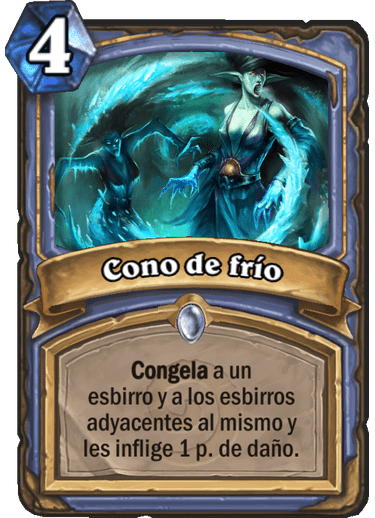 4
Cono de frío
Congela a un
esbirro y a los esbirros
adyacentes al mismo y
les inflige 1 p. de daño.